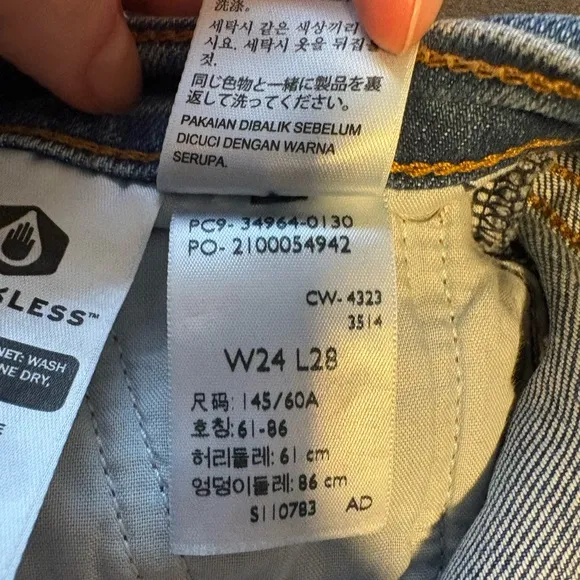 洗涤。
세탁시 같은 색상끼리
시요. 세탁시 옷을 뒤집
것.
同じ色物と一緒に製品を裏
返して洗ってください。
PAKAIAN DIBALIK SEBELUM
DICUCI DENGAN WARNA
SERUPA.
PC9- 34964-0130
PO- 2100054942
CW- 4323
3514
W24 L28
尺码: 145/60A
호칭: 61-86
허리둘레: 61 cm
엉덩이둘레: 86 cm
S110783 AD
LESS™
NET: WASH
NE DRY.
E